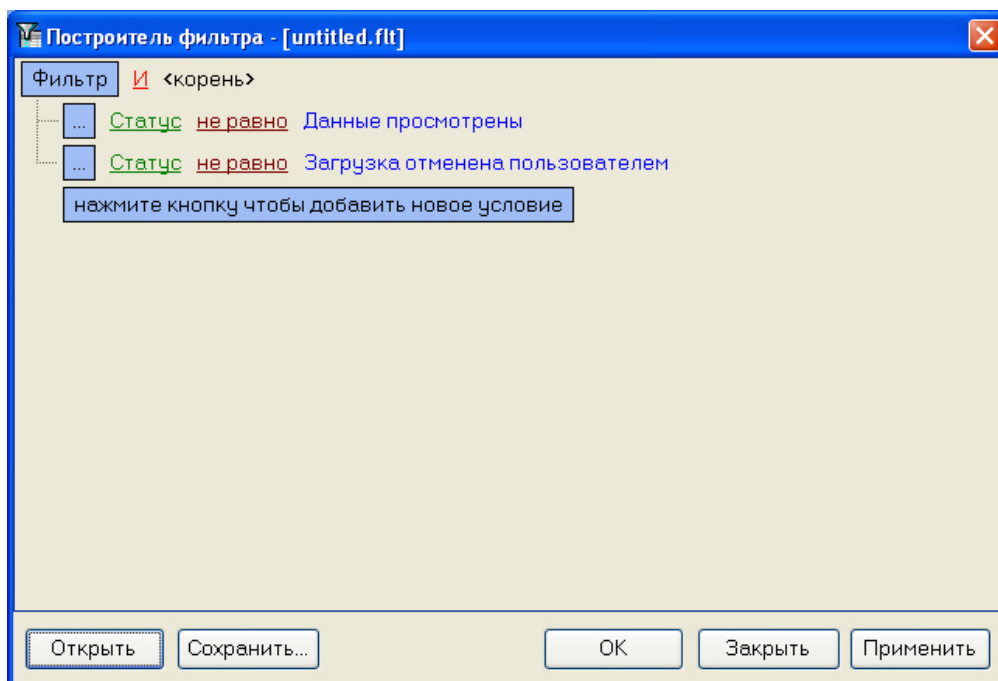 Построитель фильтра - [untitled.flt]
Фильтр И <корень>
... Статус не равно Данные просмотрены
... Статус не равно Загрузка отменена пользователем
нажмите кнопку чтобы добавить новое условие
Открыть Сохранить... OK Закрыть Применить